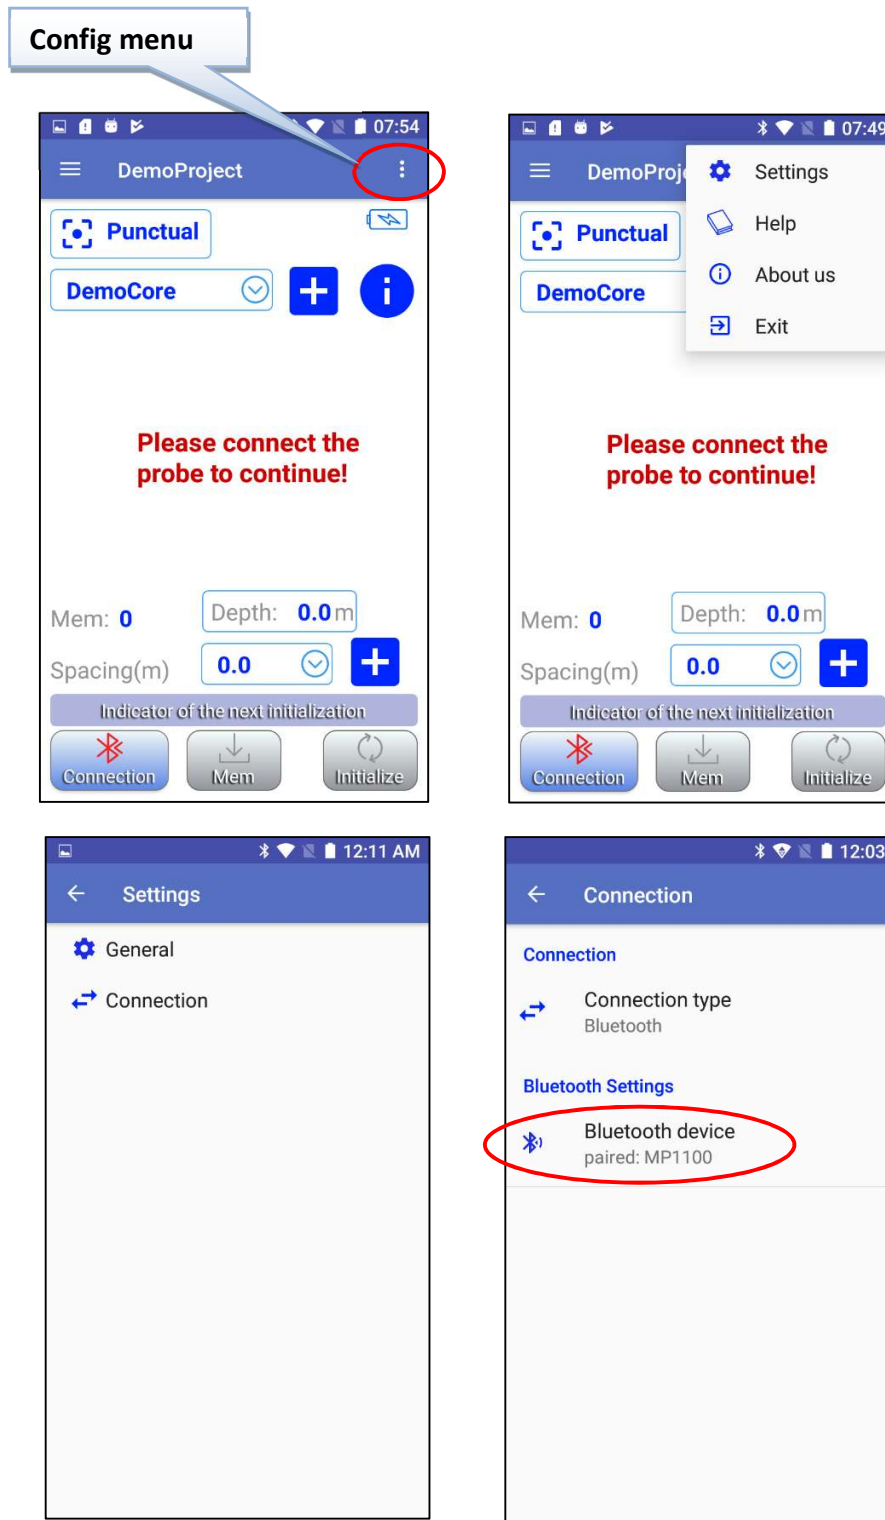 Config menu
07:54
DemoProject
Punctual
DemoCore
Please connect the
probe to continue!
Mem: 0
Depth: 0.0 m
Spacing(m)
0.0
Indicator of the next initialization
Connection
Mem
Initialize
07:49
DemoProje
Settings
Help
About us
Exit
Punctual
DemoCore
Please connect the
probe to continue!
Mem: 0
Depth: 0.0 m
Spacing(m)
0.0
Indicator of the next initialization
Connection
Mem
Initialize
12:11 AM
Settings
General
Connection
12:03
Connection
Connection
Connection type
Bluetooth
Bluetooth Settings
Bluetooth device
paired: MP1100